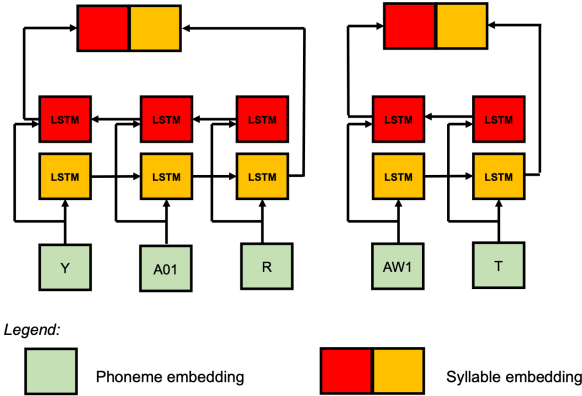 LSTM LSTM LSTM LSTM LSTM
LSTM LSTM LSTM LSTM LSTM
Y A01 R AW1 T
Legend:
Phoneme embedding Syllable embedding